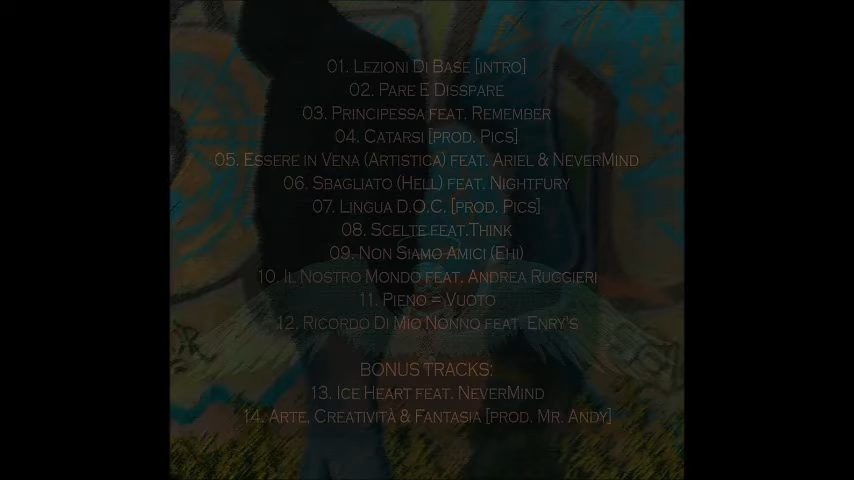 01. Lezioni Di Base [intro]
02. Pare E Disspare
03. Principessa feat. Remember
04. Catarsi [prod. Pics]
05. Essere in Vena (Artistica) feat. Ariel & NeverMind
06. Sbagliato (Hell) feat. Nightfury
07. Lingua D.O.C. [prod. Pics]
08. Scelte feat.Think
09. Non Siamo Amici (Ehi)
10. Il Nostro Mondo feat. Andrea Ruggieri
11. Pieno = Vuoto
12. Ricordo Di Mio Nonno feat. Enry's
BONUS TRACKS:
13. Ice Heart feat. NeverMind
14. Arte, Creatività & Fantasia [prod. Mr. Andy]